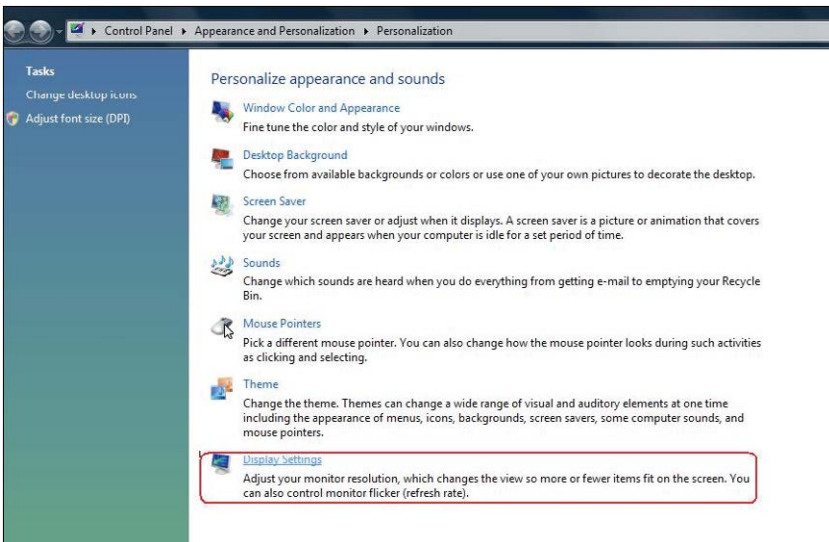 Control Panel ▸ Appearance and Personalization ▸ Personalization
Tasks
Change desktop icons
Adjust font size (DPI)
Personalize appearance and sounds
Window Color and Appearance
Fine tune the color and style of your windows.
Desktop Background
Choose from available backgrounds or colors or use one of your own pictures to decorate the desktop.
Screen Saver
Change your screen saver or adjust when it displays. A screen saver is a picture or animation that covers
your screen and appears when your computer is idle for a set period of time.
Sounds
Change which sounds are heard when you do everything from getting e-mail to emptying your Recycle
Bin.
Mouse Pointers
Pick a different mouse pointer. You can also change how the mouse pointer looks during such activities
as clicking and selecting.
Theme
Change the theme. Themes can change a wide range of visual and auditory elements at one time
including the appearance of menus, icons, backgrounds, screen savers, some computer sounds, and
mouse pointers.
Display Settings
Adjust your monitor resolution, which changes the view so more or fewer items fit on the screen. You
can also control monitor flicker (refresh rate).